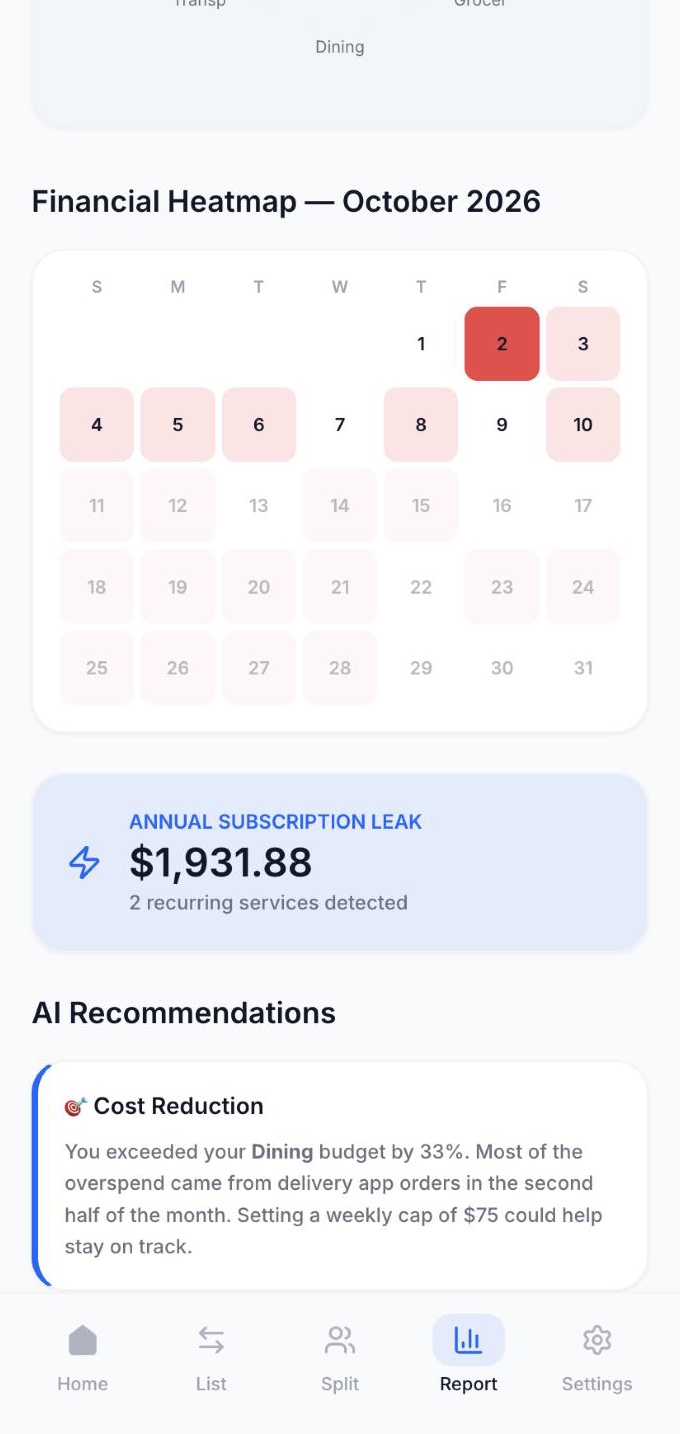 Transp Grocer
Dining
Financial Heatmap — October 2026
S M T W T F S
1 2 3
4 5 6 7 8 9 10
11 12 13 14 15 16 17
18 19 20 21 22 23 24
25 26 27 28 29 30 31
ANNUAL SUBSCRIPTION LEAK
$1,931.88
2 recurring services detected
AI Recommendations
🎯 Cost Reduction
You exceeded your Dining budget by 33%. Most of the
overspend came from delivery app orders in the second
half of the month. Setting a weekly cap of $75 could help
stay on track.
Home List Split Report Settings